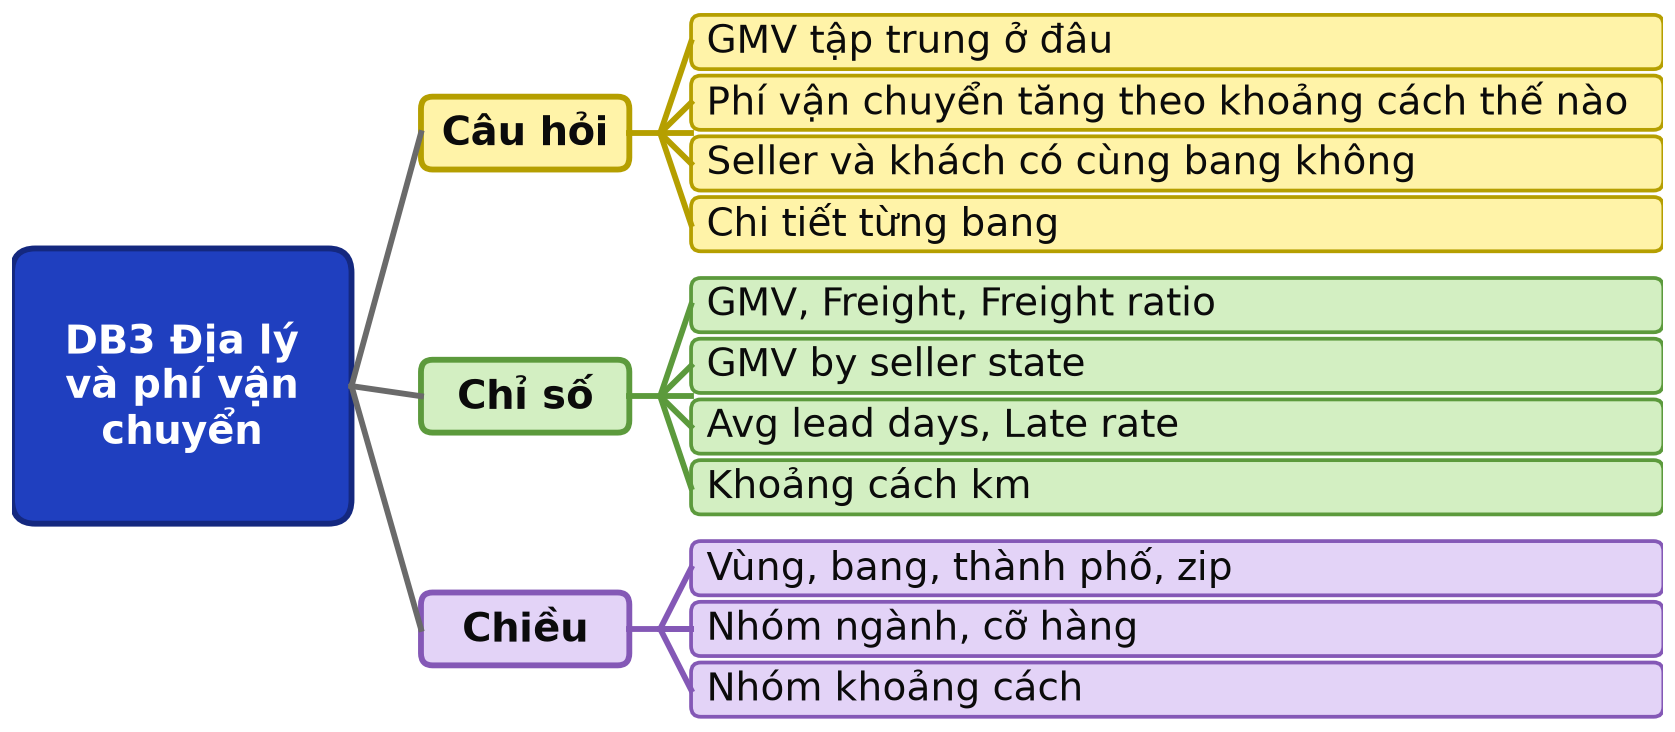 DB3 Địa lý
và phí vận
chuyển
Câu hỏi
GMV tập trung ở đâu
Phí vận chuyển tăng theo khoảng cách thế nào
Seller và khách có cùng bang không
Chi tiết từng bang
Chỉ số
GMV, Freight, Freight ratio
GMV by seller state
Avg lead days, Late rate
Khoảng cách km
Chiều
Vùng, bang, thành phố, zip
Nhóm ngành, cỡ hàng
Nhóm khoảng cách